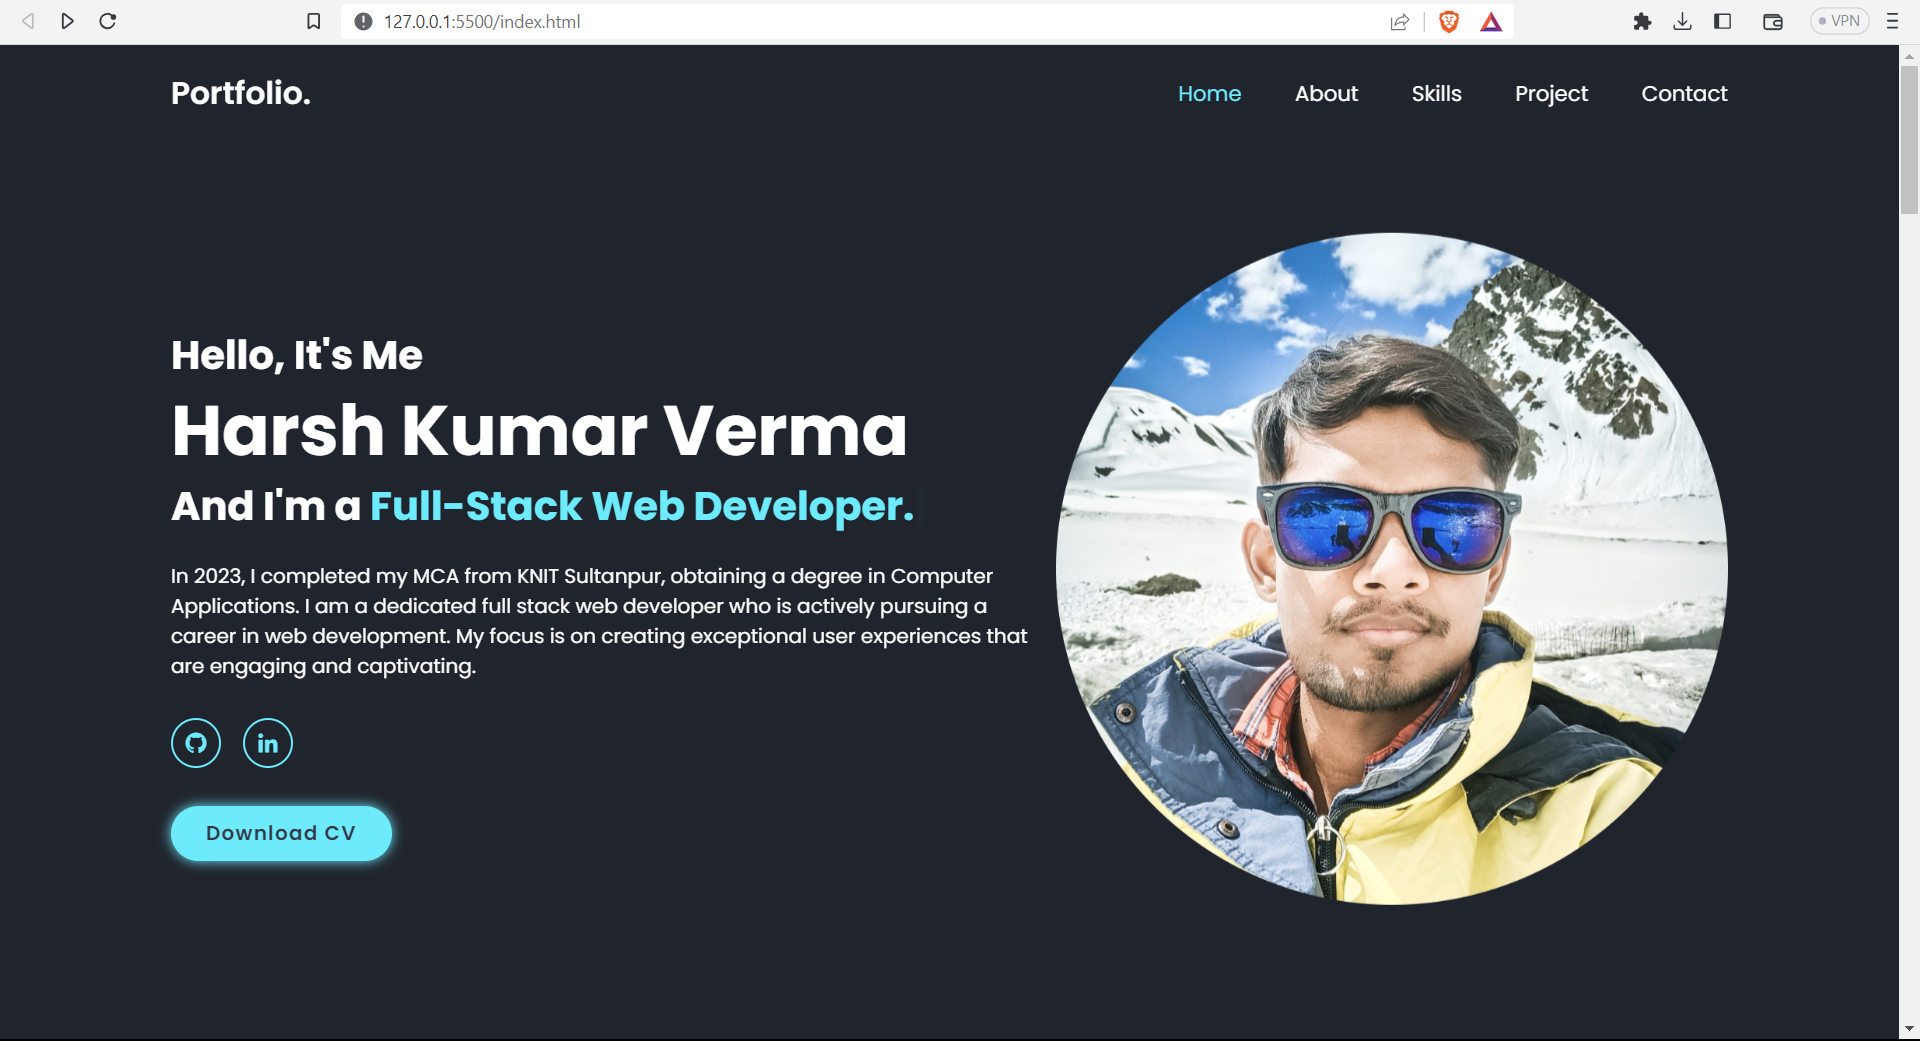 127.0.0.1:5500/index.html
VPN
Portfolio.
Home About Skills Project Contact
Hello, It's Me
Harsh Kumar Verma
And I'm a Full-Stack Web Developer.
In 2023, I completed my MCA from KNIT Sultanpur, obtaining a degree in Computer
Applications. I am a dedicated full stack web developer who is actively pursuing a
career in web development. My focus is on creating exceptional user experiences that
are engaging and captivating.
in
Download CV